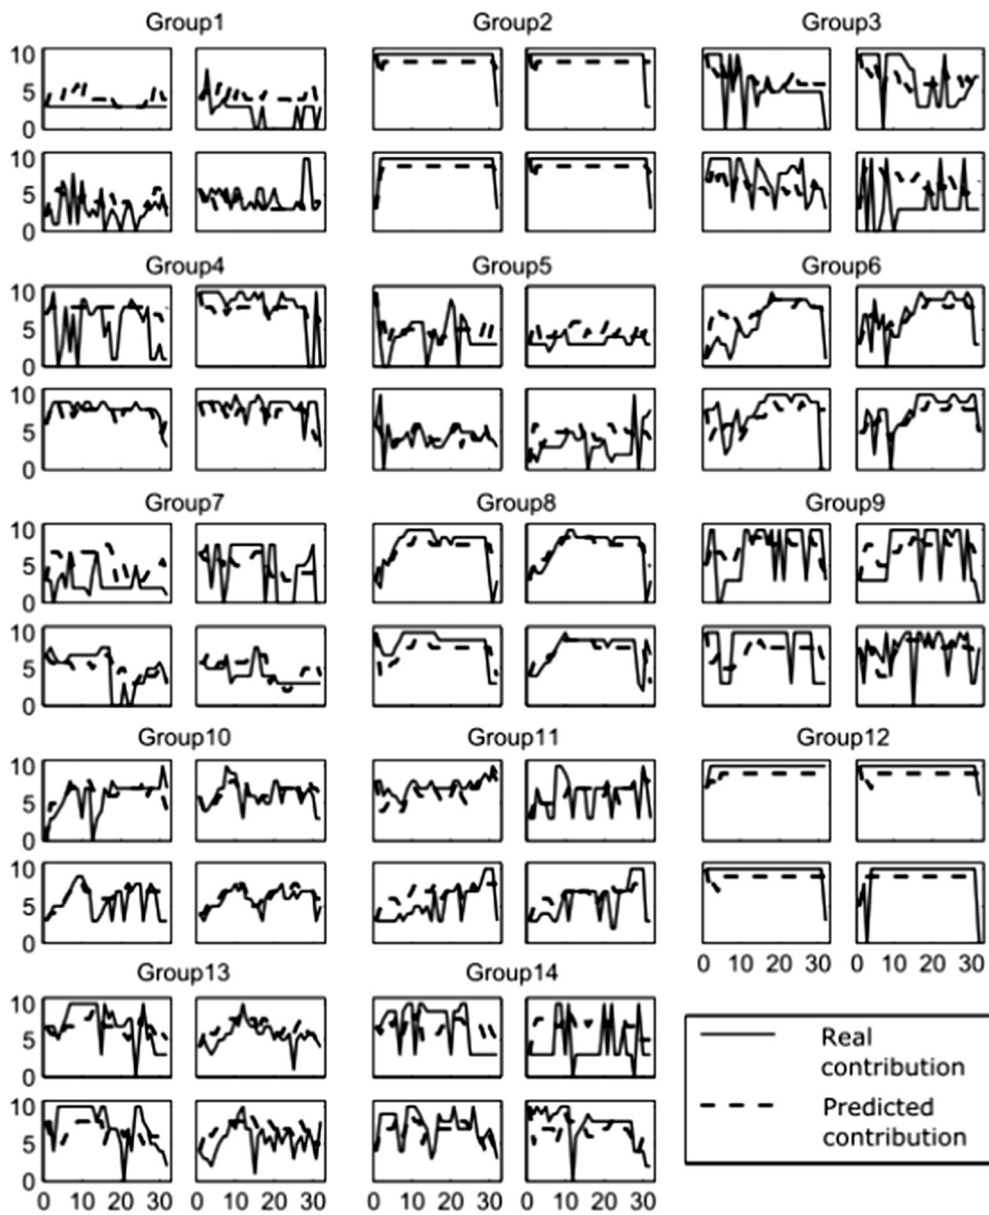 Group1 Group2 Group3
10
5
0
10
5
0
Group4 Group5 Group6
10
5
0
10
5
0
Group7 Group8 Group9
10
5
0
10
5
0
Group10 Group11 Group12
10
5
0
10
5
0
0 10 20 30 0 10 20 30
Group13 Group14
10
5
0
Real
contribution
10
5
0
Predicted
contribution
0 10 20 30 0 10 20 30 0 10 20 30 0 10 20 30